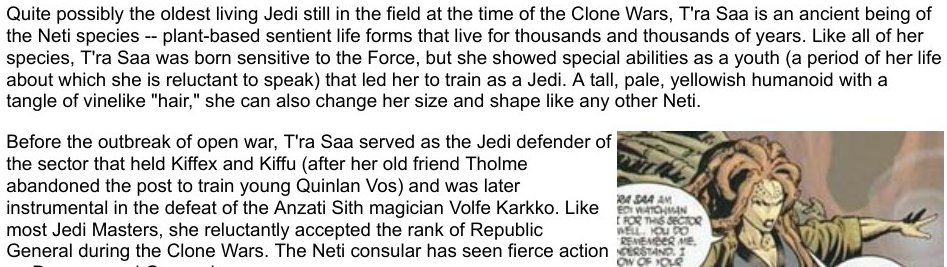 Quite possibly the oldest living Jedi still in the field at the time of the Clone Wars, T'ra Saa is an ancient being of
the Neti species -- plant-based sentient life forms that live for thousands and thousands of years. Like all of her
species, T'ra Saa was born sensitive to the Force, but she showed special abilities as a youth (a period of her life
about which she is reluctant to speak) that led her to train as a Jedi. A tall, pale, yellowish humanoid with a
tangle of vinelike "hair," she can also change her size and shape like any other Neti.
Before the outbreak of open war, T'ra Saa served as the Jedi defender of
the sector that held Kiffex and Kiffu (after her old friend Tholme
abandoned the post to train young Quinlan Vos) and was later
instrumental in the defeat of the Anzati Sith magician Volfe Karkko. Like
most Jedi Masters, she reluctantly accepted the rank of Republic
General during the Clone Wars. The Neti consular has seen fierce action
SAA AM
WATCHMAN
FOR THIS SECTOR
WELL. YOU DO
REMEMBER ME,
I
OF YOUR